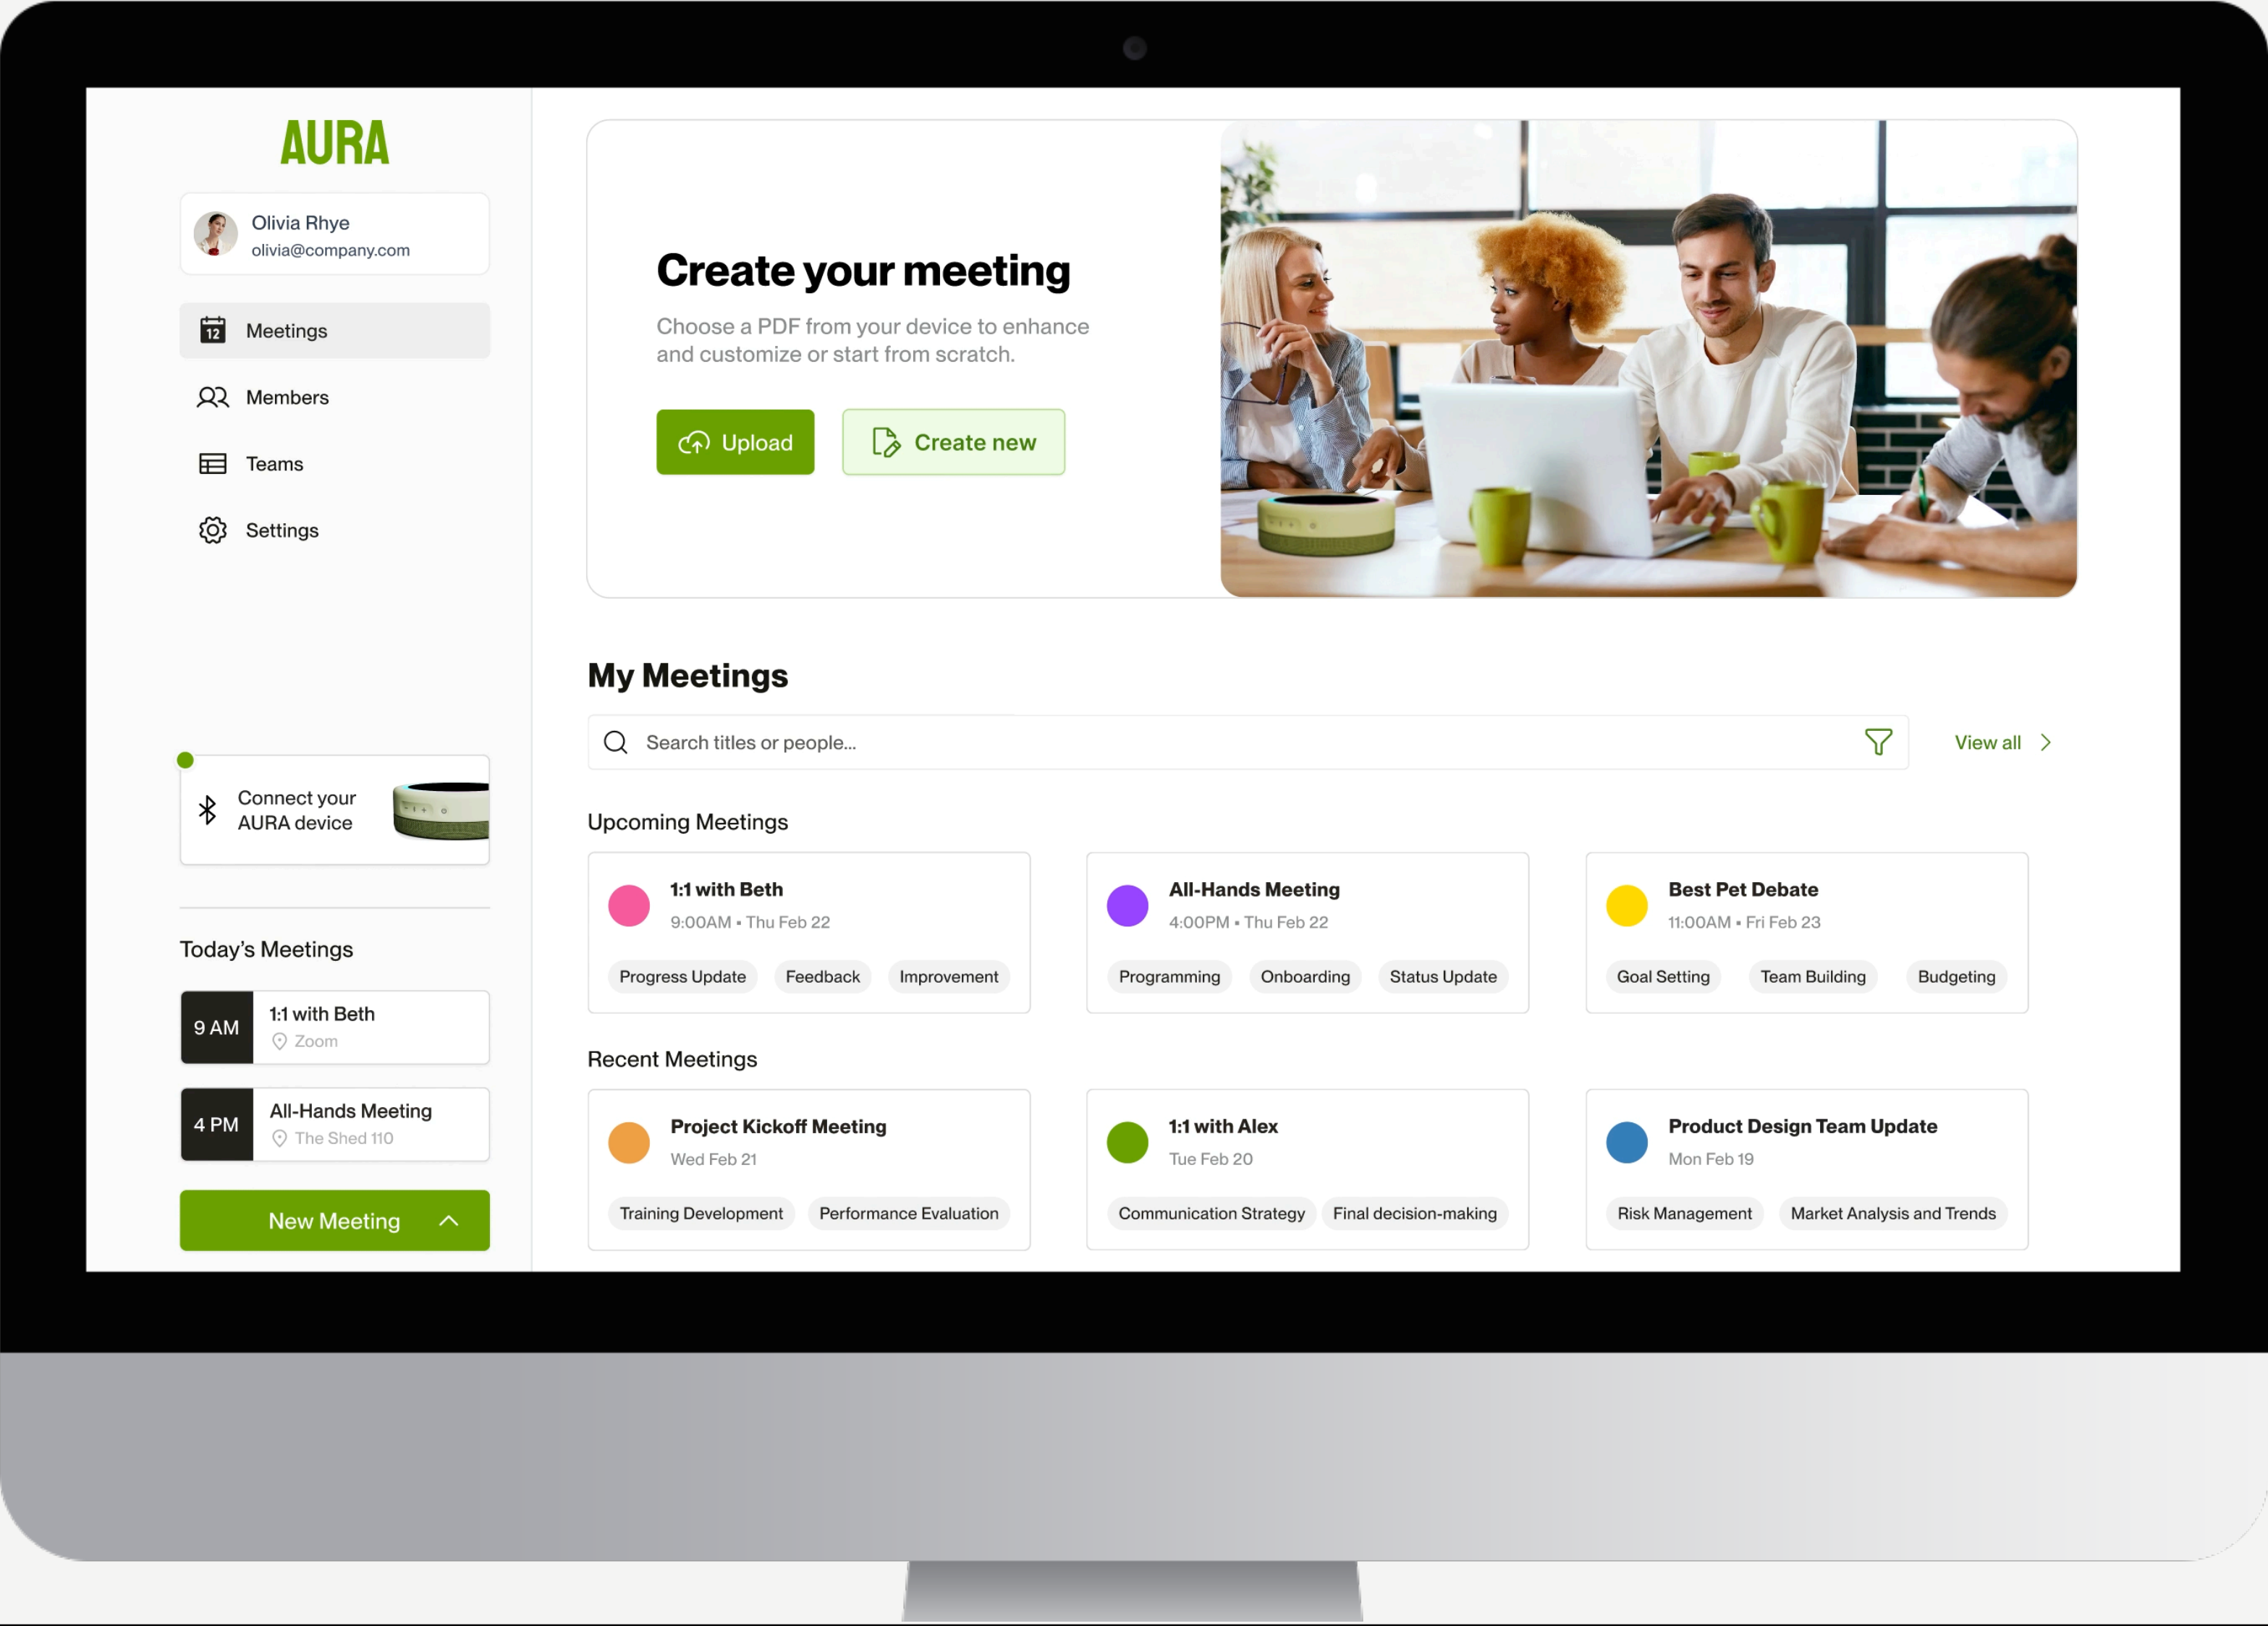 AURA
Olivia Rhye
olivia@company.com
12
Meetings
Members
Teams
Settings
Connect your
AURA device
Today’s Meetings
9 AM
1:1 with Beth
Zoom
4 PM
All-Hands Meeting
The Shed 110
New Meeting
Create your meeting
Choose a PDF from your device to enhance
and customize or start from scratch.
Upload
Create new
My Meetings
Search titles or people...
View all
Upcoming Meetings
1:1 with Beth
9:00AM • Thu Feb 22
Progress Update
Feedback
Improvement
All-Hands Meeting
4:00PM • Thu Feb 22
Programming
Onboarding
Status Update
Best Pet Debate
11:00AM • Fri Feb 23
Goal Setting
Team Building
Budgeting
Recent Meetings
Project Kickoff Meeting
Wed Feb 21
Training Development
Performance Evaluation
1:1 with Alex
Tue Feb 20
Communication Strategy
Final decision-making
Product Design Team Update
Mon Feb 19
Risk Management
Market Analysis and Trends